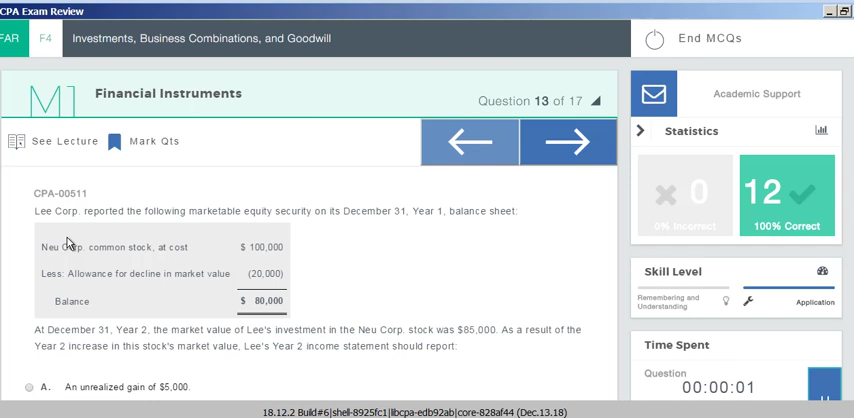 CPA Exam Review
FAR F4 Investments, Business Combinations, and Goodwill End MCQs
M1 Financial Instruments
Question 13 of 17
Academic Support
See Lecture Mark Qts
Statistics
0 12
0% Incorrect 100% Correct
CPA-00511
Lee Corp. reported the following marketable equity security on its December 31, Year 1, balance sheet:
Neu Corp. common stock, at cost $ 100,000
Less: Allowance for decline in market value (20,000)
Balance $ 80,000
At December 31, Year 2, the market value of Lee's investment in the Neu Corp. stock was $85,000. As a result of the
Year 2 increase in this stock's market value, Lee's Year 2 income statement should report:
A. An unrealized gain of $5,000.
Skill Level
Remembering and
Understanding
Application
Time Spent
Question
00:00:01
18.12.2 Build#6|shell-8925fc1|libcpa-edb92ab|core-828af44 (Dec.13.18)